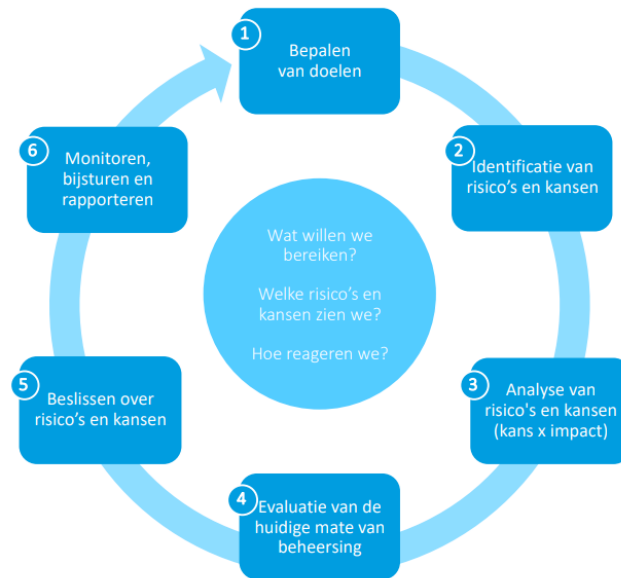 1
Bepalen
van doelen
2
Identificatie van
risico’s en kansen
3
Analyse van
risico's en kansen
(kans x impact)
4
Evaluatie van de
huidige mate van
beheersing
5
Beslissen over
risico’s en kansen
6
Monitoren,
bijsturen en
rapporteren
Wat willen we
bereiken?
Welke risico’s en
kansen zien we?
Hoe reageren we?